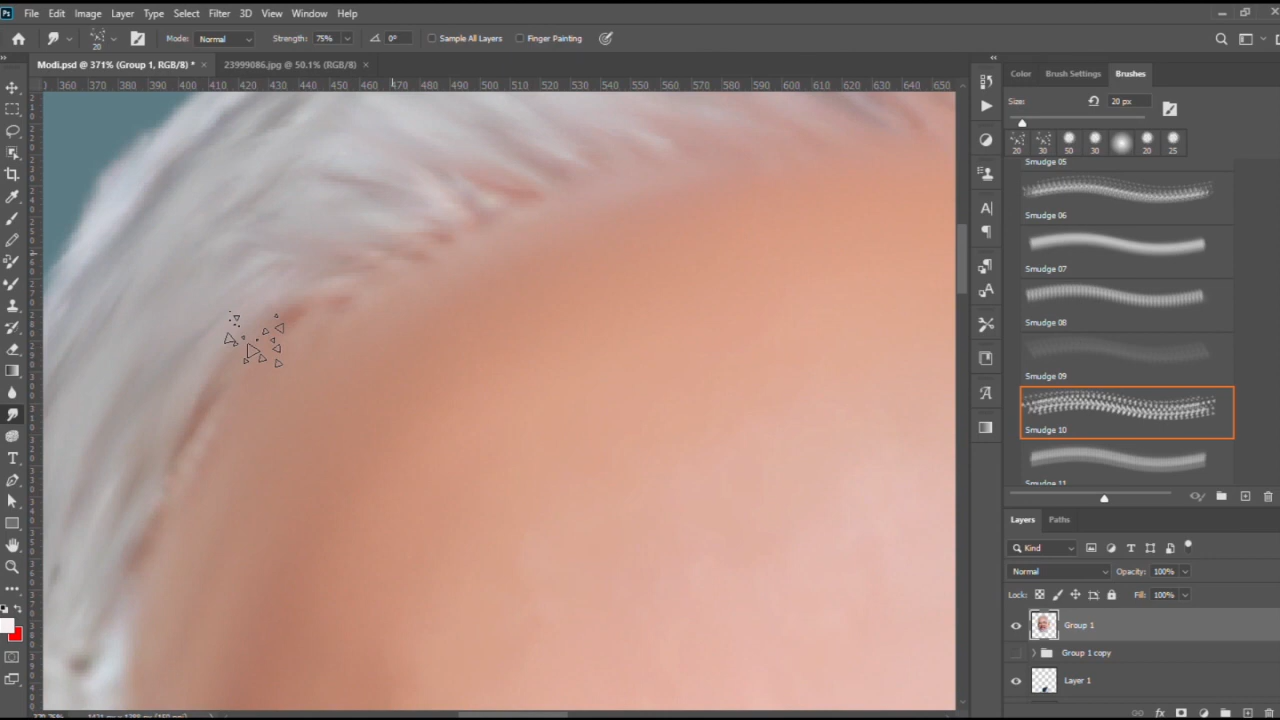 Ps File Edit Image Layer Type Select Filter 3D View Window Help
20 Mode: Normal Strength: 75% 0° Sample All Layers Finger Painting
Modi.psd @ 371% (Group 1, RGB/8) * × 23999086.jpg @ 50.1% (RGB/8) ×
360 370 380 390 400 410 420 430 440 450 460 470 480 490 500 510 520 530 540 550 560 570 580 590 600 610 620 630 640 650
Color Brush Settings Brushes
Size: 20 px
20 30 50 30 20 25
Smudge 05
Smudge 06
Smudge 07
Smudge 08
Smudge 09
Smudge 10
Smudge 11
Layers Paths
Kind
Normal Opacity: 100%
Lock: Fill: 100%
Group 1
Group 1 copy
Layer 1